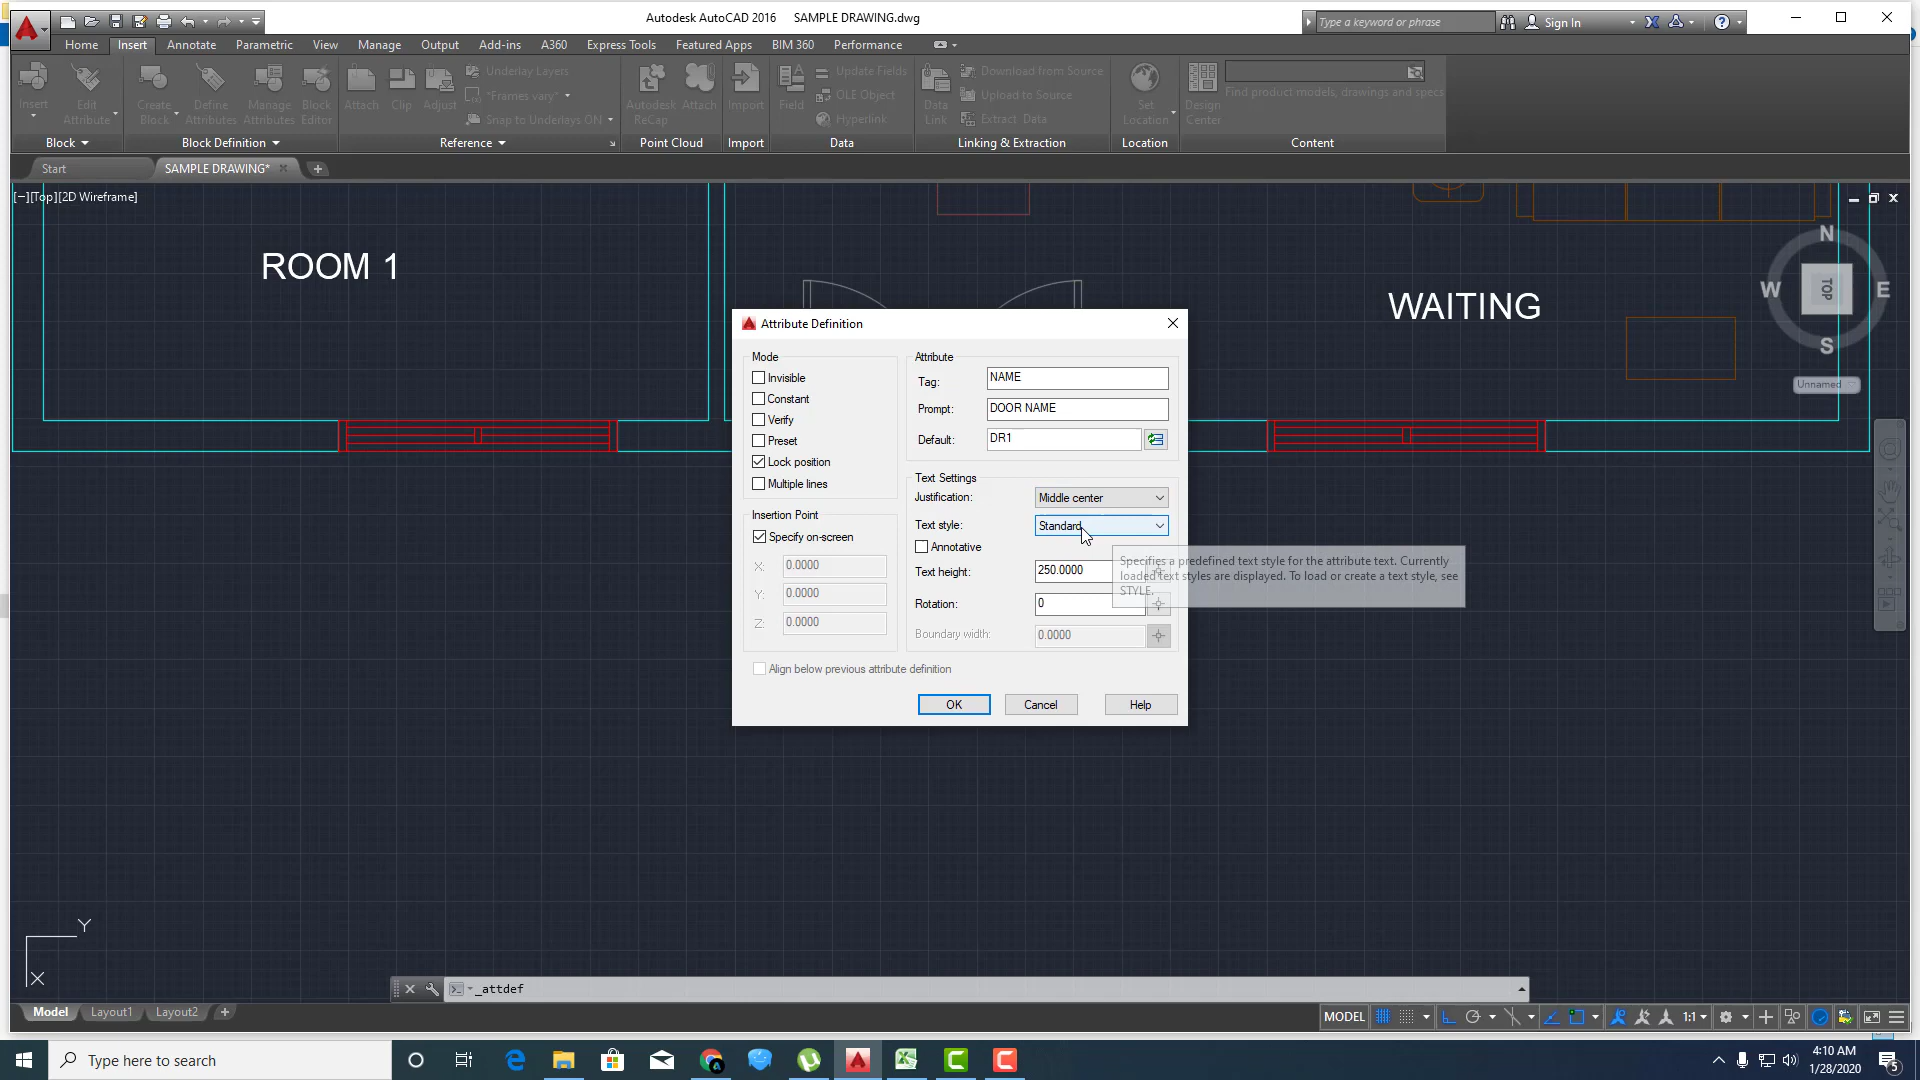 Autodesk AutoCAD 2016 SAMPLE DRAWING.dwg
Type a keyword or phrase
Sign In
Home Insert Annotate Parametric View Manage Output Add-ins A360 Express Tools Featured Apps BIM 360 Performance
Insert
Edit Attribute
Create Block
Define Attributes
Manage Attributes
Block Editor
Attach
Clip
Adjust
Underlay Layers
*Frames vary*
Snap to Underlays ON
Autodesk ReCap
Attach
Import
Field
Update Fields
OLE Object
Hyperlink
Data Link
Download from Source
Upload to Source
Extract Data
Set Location
Design Center
Find product models, drawings and specs
Block Block Definition Reference Point Cloud Import Data Linking & Extraction Location Content
Start SAMPLE DRAWING*
[−][Top][2D Wireframe]
ROOM 1
WAITING
N
W TOP E
S
Unnamed
Attribute Definition
Mode
Invisible
Constant
Verify
Preset
Lock position
Multiple lines
Insertion Point
Specify on-screen
X: 0.0000
Y: 0.0000
Z: 0.0000
Attribute
Tag: NAME
Prompt: DOOR NAME
Default: DR1
Text Settings
Justification: Middle center
Text style: Standard
Annotative
Text height: 250.0000
Rotation: 0
Boundary width: 0.0000
Specifies a predefined text style for the attribute text. Currently
loaded text styles are displayed. To load or create a text style, see
STYLE.
Align below previous attribute definition
OK Cancel Help
Y
X
_attdef
Model Layout1 Layout2
MODEL 1:1
Type here to search
4:10 AM
1/28/2020
5